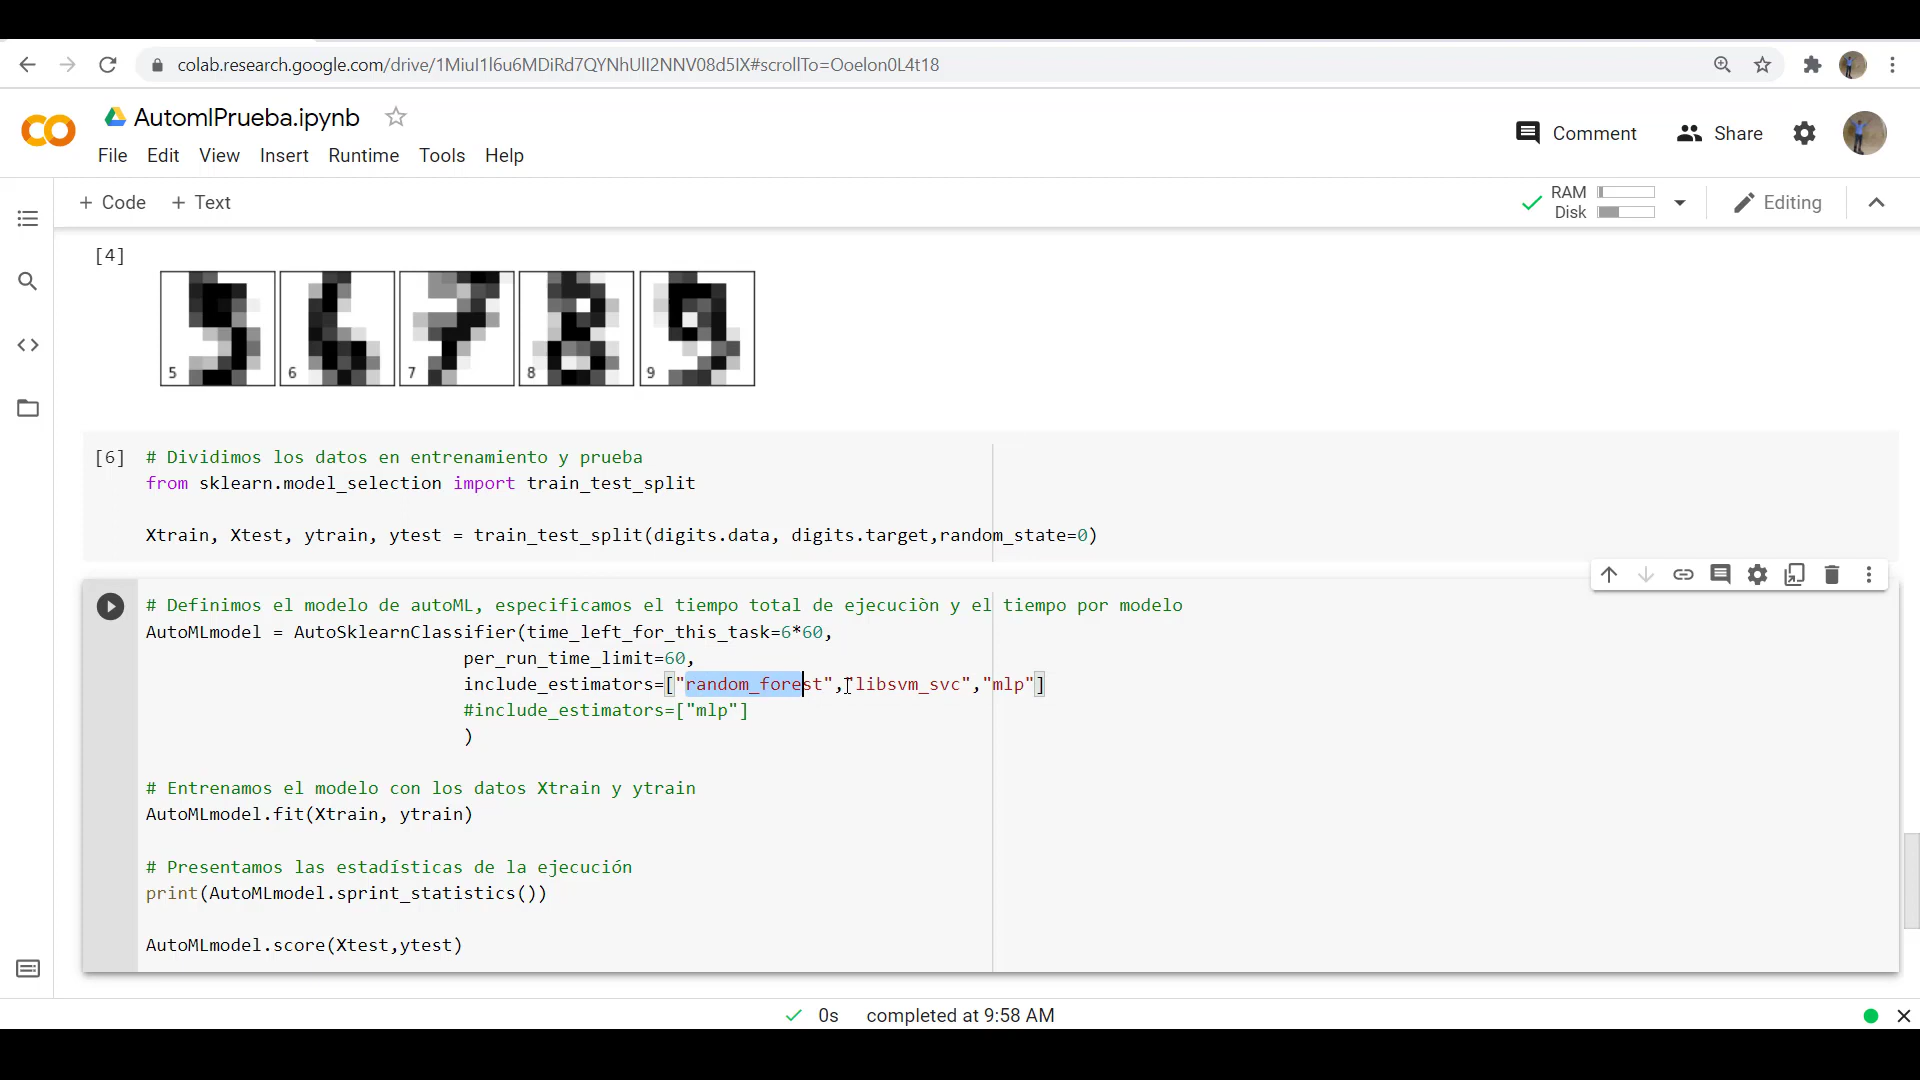 colab.research.google.com/drive/1MiuI1l6u6MDiRd7QYNhUlI2NNV08d5IX#scrollTo=Ooelon0L4t18
AutomlPrueba.ipynb
Comment
Share
File Edit View Insert Runtime Tools Help
+ Code + Text
RAM
Disk
Editing
[4]
5 6 7 8 9
[6] # Dividimos los datos en entrenamiento y prueba
from sklearn.model_selection import train_test_split
Xtrain, Xtest, ytrain, ytest = train_test_split(digits.data, digits.target,random_state=0)
# Definimos el modelo de autoML, especificamos el tiempo total de ejecuciòn y el tiempo por modelo
AutoMLmodel = AutoSklearnClassifier(time_left_for_this_task=6*60,
per_run_time_limit=60,
include_estimators=["random_forest","libsvm_svc","mlp"]
#include_estimators=["mlp"]
)
# Entrenamos el modelo con los datos Xtrain y ytrain
AutoMLmodel.fit(Xtrain, ytrain)
# Presentamos las estadísticas de la ejecución
print(AutoMLmodel.sprint_statistics())
AutoMLmodel.score(Xtest,ytest)
0s completed at 9:58 AM